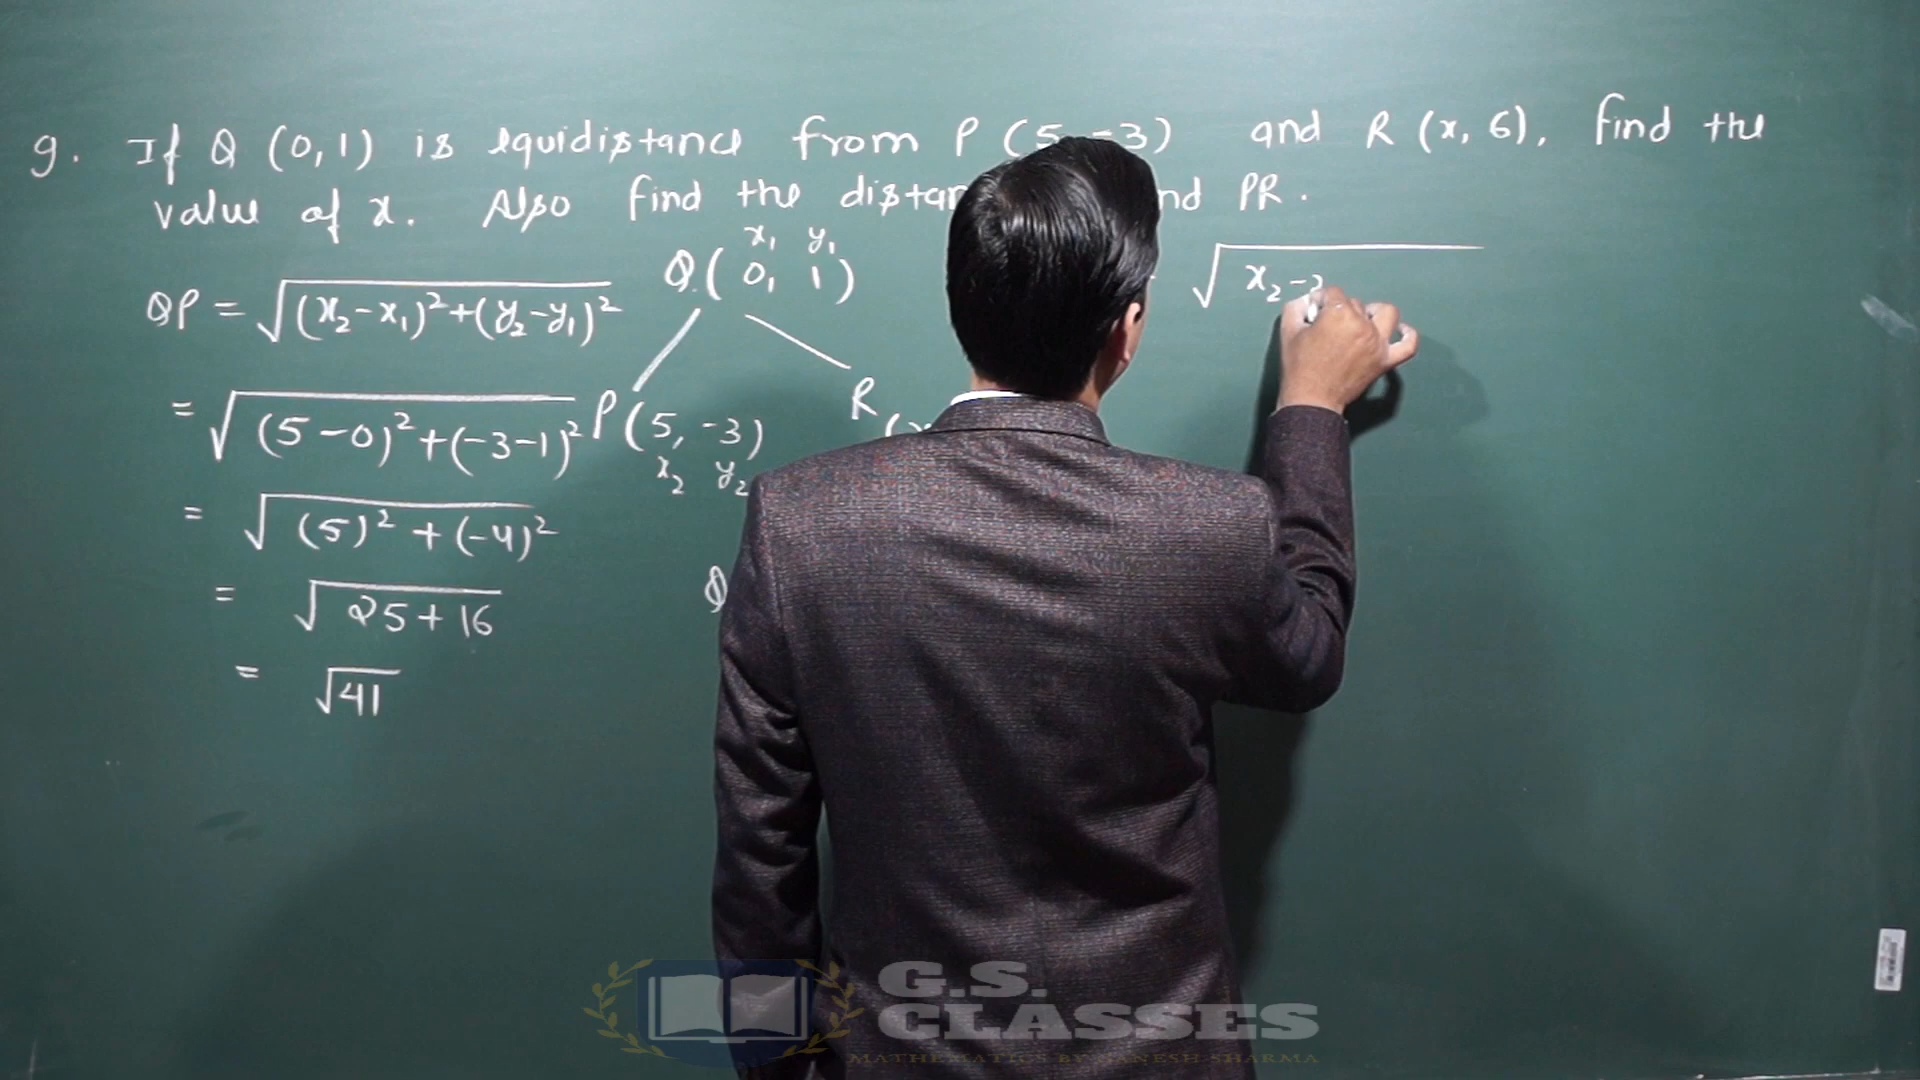 9. If Q (0,1) is equidistance from P (5,-3) and R (x, 6), find the
value of x. Also find the PR.
x₁ y₁
Q ( 0, 1 )
QP = √(x₂-x₁)²+(y₂-y₁)²
√ x₂-
= √(5-0)²+(-3-1)²
P (5, -3)
x₂ y₂
R
= √(5)² + (-4)²
= √25+16
Q
= √41
G.S.
CLASSES